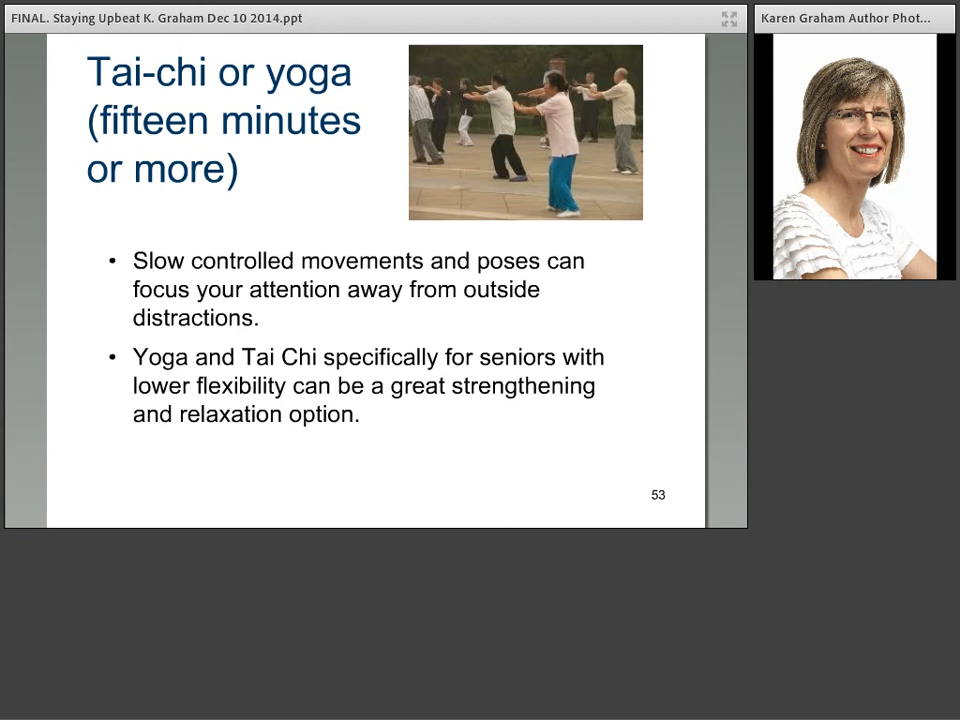 FINAL. Staying Upbeat K. Graham Dec 10 2014.ppt
Karen Graham Author Phot...
Tai-chi or yoga
(fifteen minutes
or more)
• Slow controlled movements and poses can
focus your attention away from outside
distractions.
• Yoga and Tai Chi specifically for seniors with
lower flexibility can be a great strengthening
and relaxation option.
53